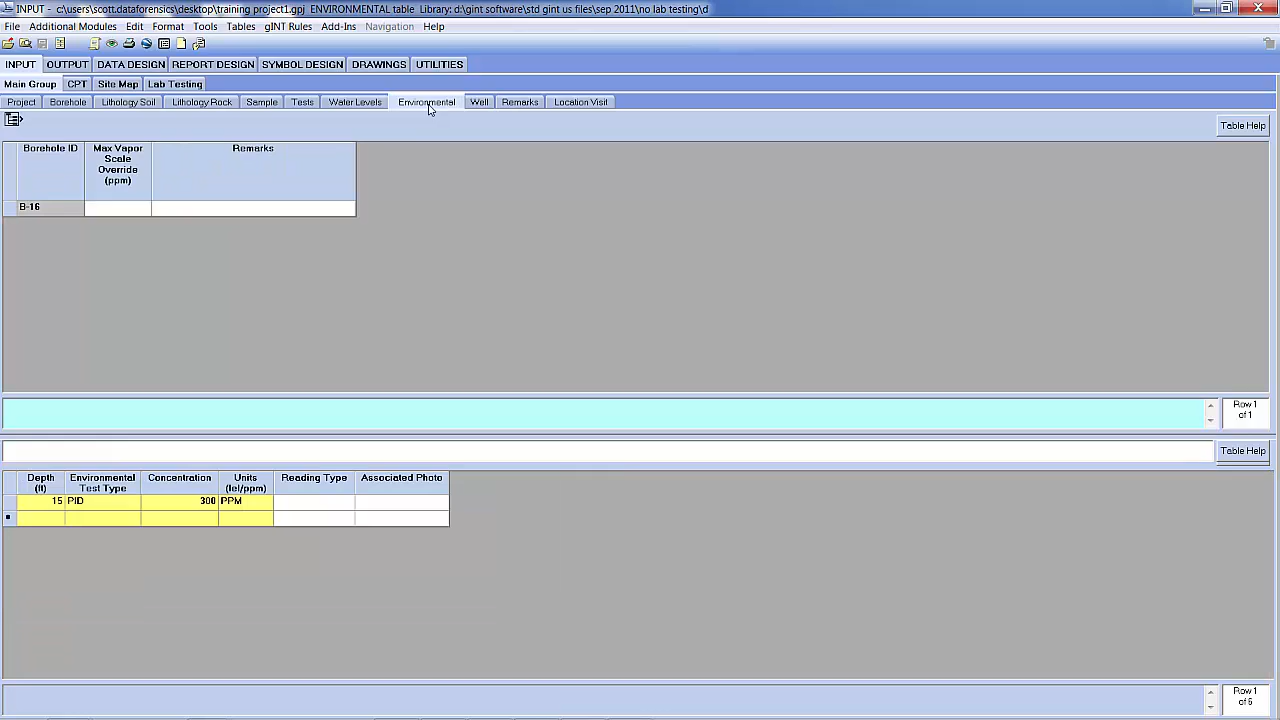 INPUT - c:\users\scott.dataforensics\desktop\training project1.gpj ENVIRONMENTAL table Library: d:\gint software\std gint us files\sep 2011\no lab testing\d
File Additional Modules Edit Format Tools Tables gINT Rules Add-Ins Navigation Help
INPUT OUTPUT DATA DESIGN REPORT DESIGN SYMBOL DESIGN DRAWINGS UTILITIES
Main Group CPT Site Map Lab Testing
Project Borehole Lithology Soil Lithology Rock Sample Tests Water Levels Environmental Well Remarks Location Visit
Table Help
Borehole ID Max Vapor Remarks
Scale
Override
(ppm)
B-16
Row 1
of 1
Table Help
Depth Environmental Concentration Units Reading Type Associated Photo
(ft) Test Type (lel/ppm)
15 PID 300 PPM
Row 1
of 6